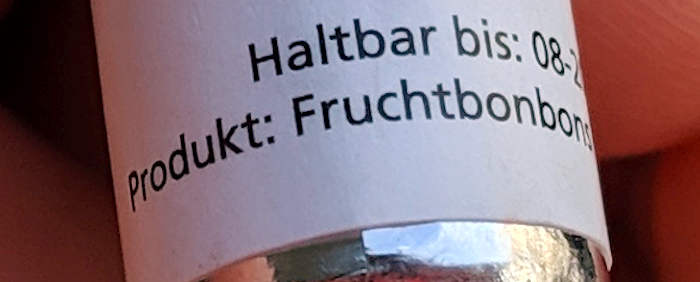 Haltbar bis: 08-2
Produkt: Fruchtbonbons